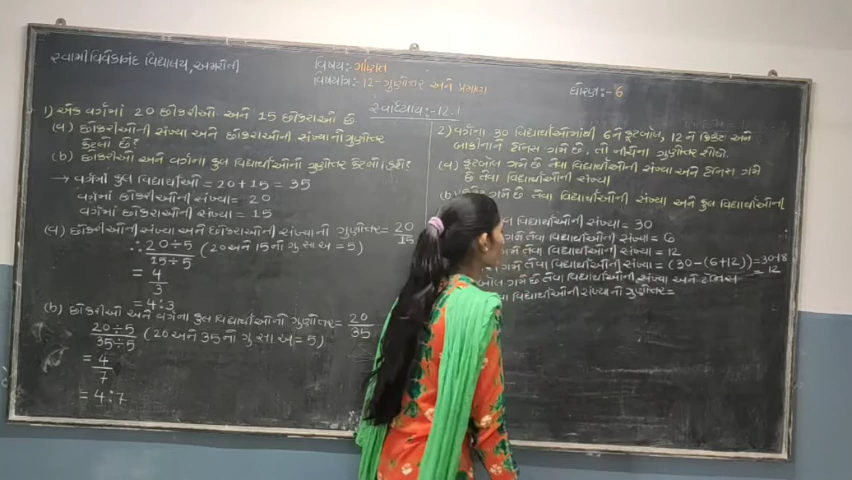 સ્વામી વિવેકાનંદ વિદ્યાલય, અમરેલી
વિષય:- ગણિત
વિષયાંગ:- 12 - ગુણોત્તર અને પ્રમાણ
ધોરણ:- 6
સ્વાધ્યાય:-12.1
1) એક વર્ગમાં 20 છોકરીઓ અને 15 છોકરાઓ છે
(a) છોકરીઓની સંખ્યા અને છોકરાઓની સંખ્યાનો ગુણોત્તર
કેટલો છે?
(b) છોકરીઓ અને વર્ગના કુલ વિદ્યાર્થીઓનો ગુણોત્તર કેટલો
→ વર્ગમાં કુલ વિદ્યાર્થીઓ = 20+15 = 35
વર્ગમાં છોકરીઓની સંખ્યા = 20
વર્ગમાં છોકરાઓની સંખ્યા = 15
(a) છોકરીઓની સંખ્યા અને છોકરાઓની સંખ્યાનો ગુણોત્તર = 20/15
∴ 20÷5/15÷5 (20 અને 15નો ગુ સા અ = 5)
= 4/3
= 4:3
(b) છોકરીઓ અને વર્ગના કુલ વિદ્યાર્થીઓનો ગુણોત્તર = 20/35
20÷5/35÷5 (20 અને 35નો ગુ સા અ = 5)
= 4/7
= 4:7
2) વર્ગના 30 વિદ્યાર્થીઓમાંથી 6ને ફૂટબોલ, 12ને ક્રિકેટ અને
બાકીનાને ટેનિસ ગમે છે, તો નીચેના ગુણોત્તર શોધો.
(a) ફૂટબોલ ગમે છે તેવા વિદ્યાર્થીઓની સંખ્યા અને ટેનિસ ગમે
છે તેવા વિદ્યાર્થીઓની સંખ્યા
(b) ગમે છે તેવા વિદ્યાર્થીઓની સંખ્યા અને કુલ વિદ્યાર્થીઓની
વિદ્યાર્થીઓની સંખ્યા = 30
ગમે તેવા વિદ્યાર્થીઓની સંખ્યા = 6
ગમે તેવા વિદ્યાર્થીઓની સંખ્યા = 12
ગમે તેવા વિદ્યાર્થીઓની સંખ્યા = (30-(6+12)) = 30-18
= 12
ગમે છે તેવા વિદ્યાર્થીઓની સંખ્યા અને ટેનિસ
વિદ્યાર્થીઓની સંખ્યાનો ગુણોત્તર =